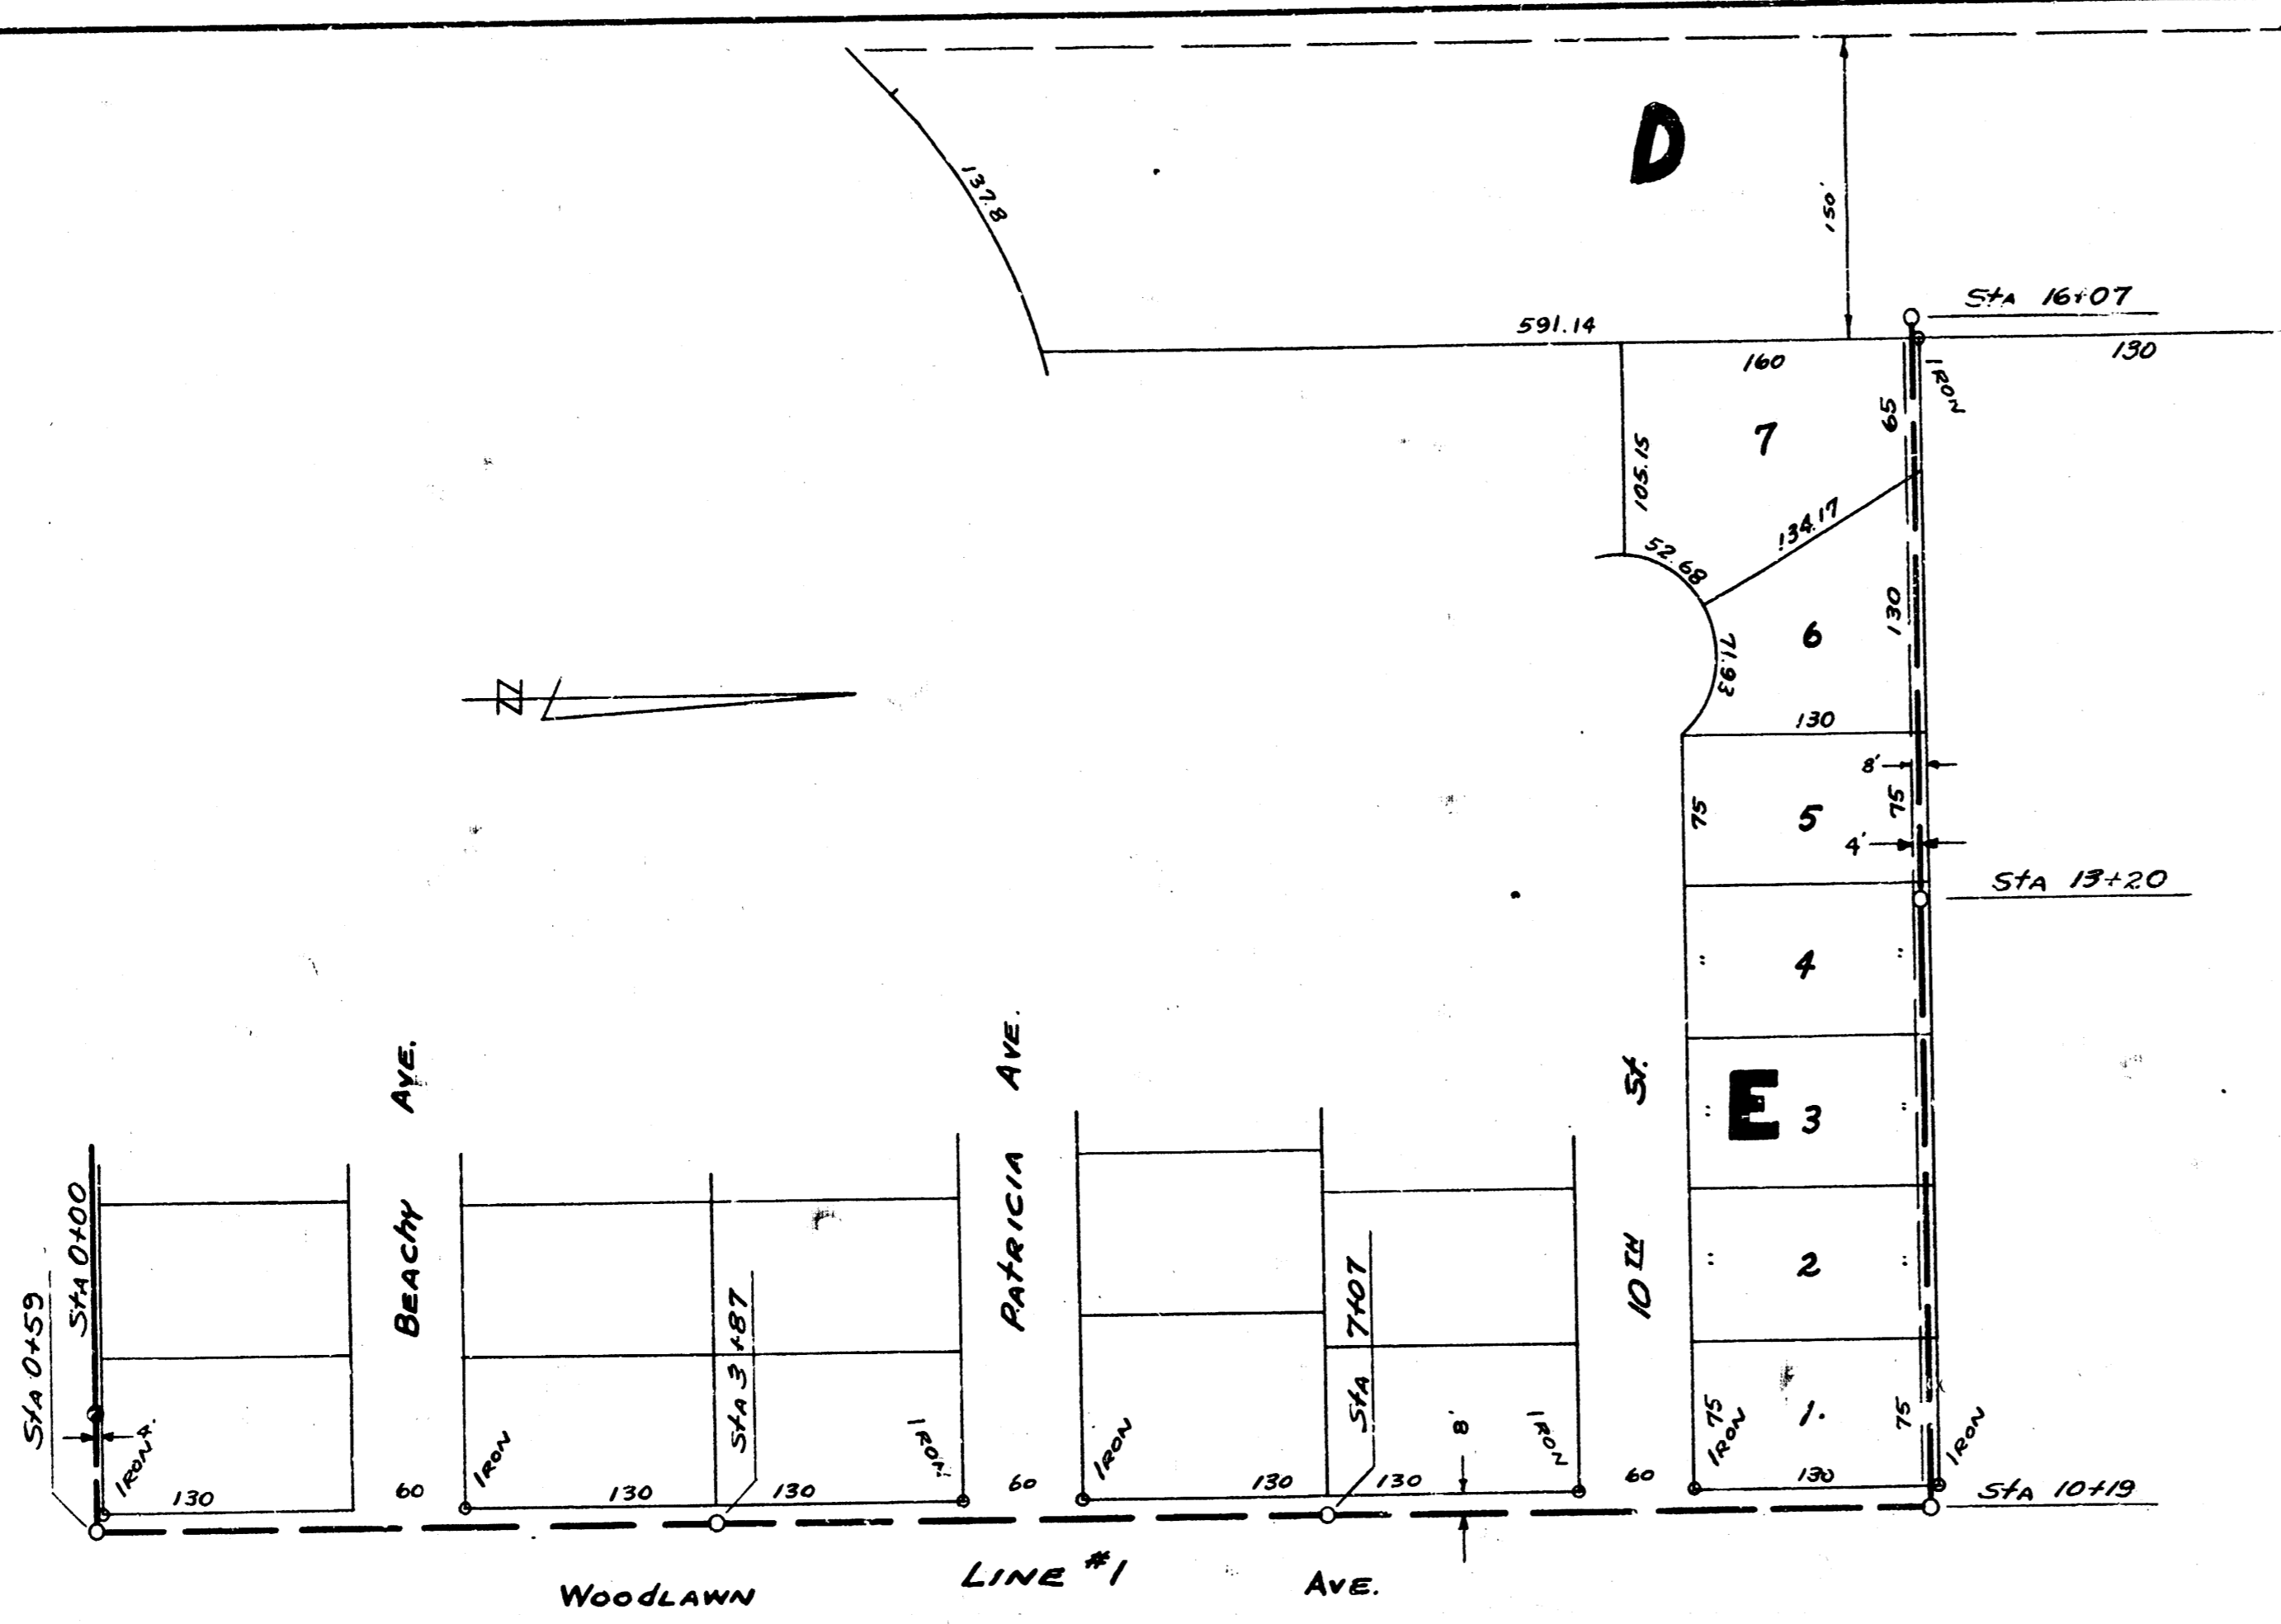 D
137.8
150'
Sta 16+07
591.14
160
130
IRON
65
7
105.15
134.17
52.68
130
6
71.93
N
130
8'
75
75
5
4'
Sta 13+20
"
4
"
BEACHY AVE.
PATRICIA AVE.
10TH St.
"
E
3
"
"
2
"
Sta 0+59
Sta 0+00
4'
IRON
130
60
IRON
130
Sta 3+87
130
IRON
60
IRON
130
Sta 7+07
130
8'
IRON
60
75
IRON
1.
75
IRON
130
Sta 10+19
LINE #1
WOODLAWN AVE.